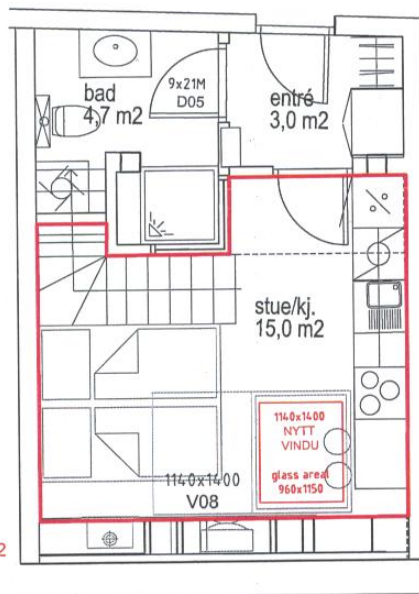 bad
4,7 m2
9x21M
D05
entré
3,0 m2
stue/kj.
15,0 m2
1140x1400
NYTT
VINDU
glass areal
960x1150
1140x1400
V08
2